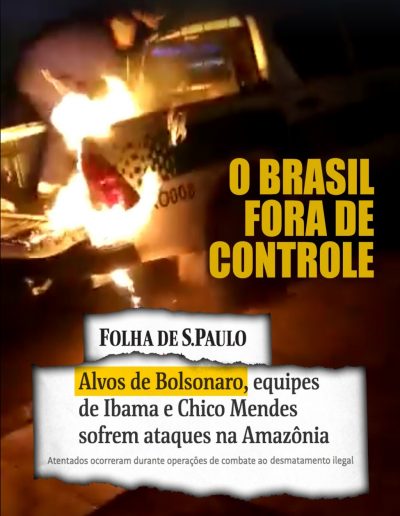 O BRASIL
FORA DE
CONTROLE
FOLHA DE S.PAULO
Alvos de Bolsonaro, equipes
de Ibama e Chico Mendes
sofrem ataques na Amazônia
Atentados ocorreram durante operações de combate ao desmatamento ilegal